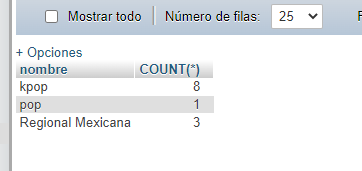 Mostrar todo Número de filas: 25
+ Opciones
nombre COUNT(*)
kpop 8
pop 1
Regional Mexicana 3